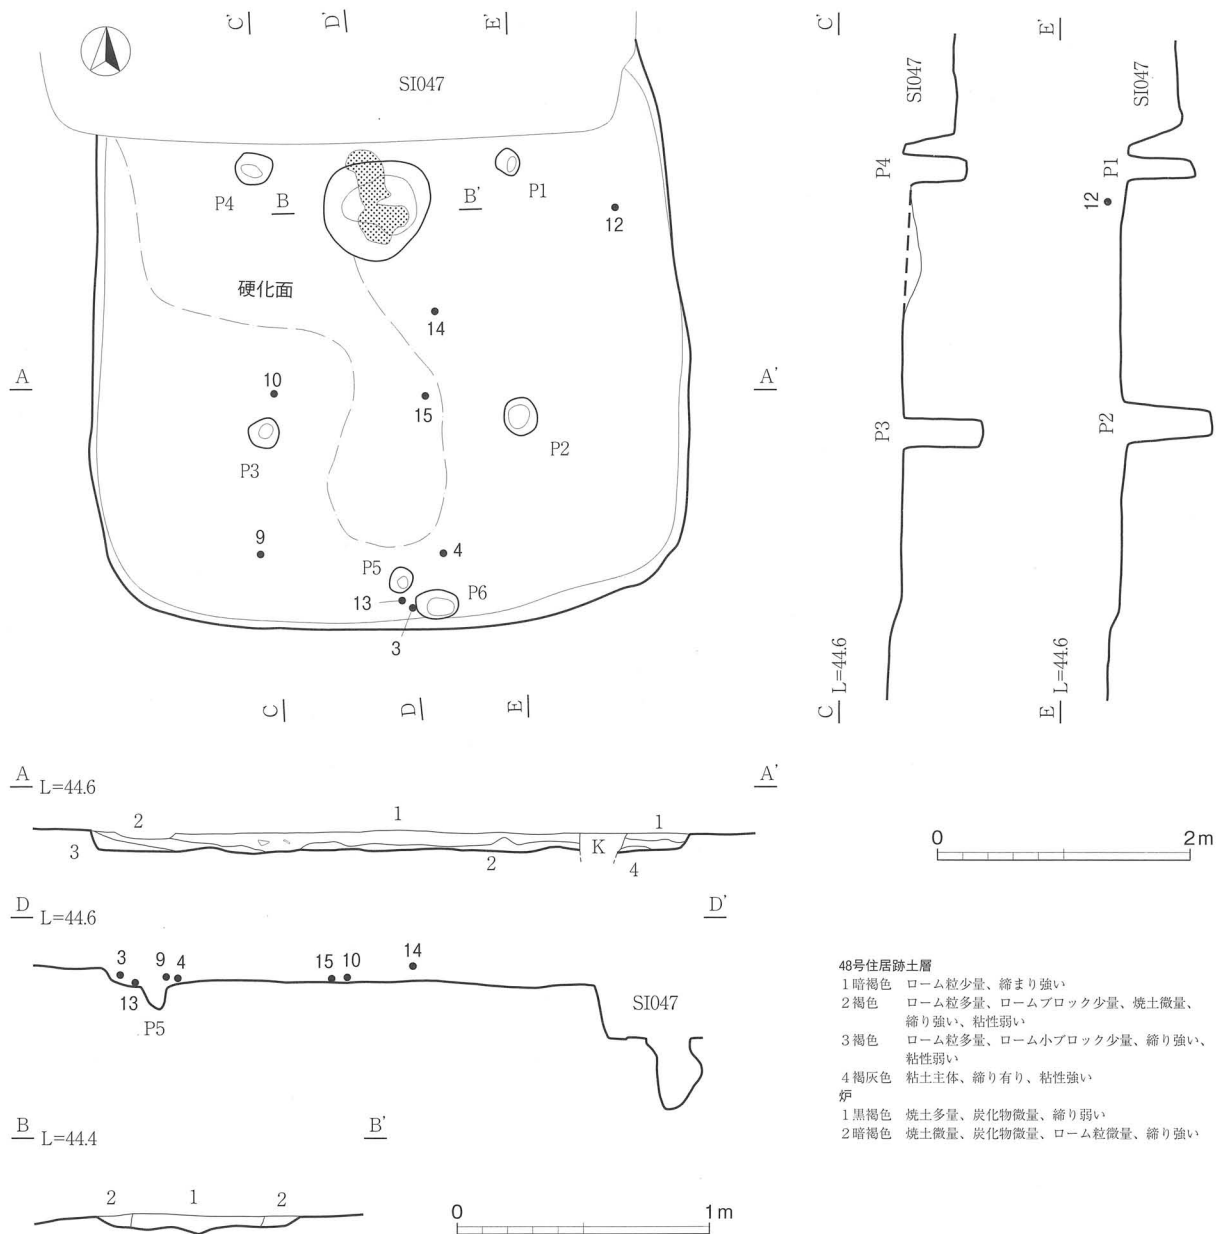 C'
D'
E'
C'
E'
SI047
SI047
SI047
P4
P1
P4
P1
B
B'
12
12
硬化面
14
A
10
15
A'
P3
P2
P3
P2
9
4
P5
P6
13
3
C
D
E
C L=44.6
E L=44.6
A L=44.6
A'
2
1
1
3
2
K
4
0
2m
D L=44.6
D'
3
9
4
15
10
14
13
P5
SI047
B L=44.4
B'
2
1
2
0
1m
48号住居跡土層
1暗褐色 ローム粒少量、締まり強い
2褐色 ローム粒多量、ロームブロック少量、焼土微量、
締り強い、粘性弱い
3褐色 ローム粒多量、ローム小ブロック少量、締り強い、
粘性弱い
4褐灰色 粘土主体、締り有り、粘性強い
炉
1黒褐色 焼土多量、炭化物微量、締り弱い
2暗褐色 焼土微量、炭化物微量、ローム粒微量、締り強い